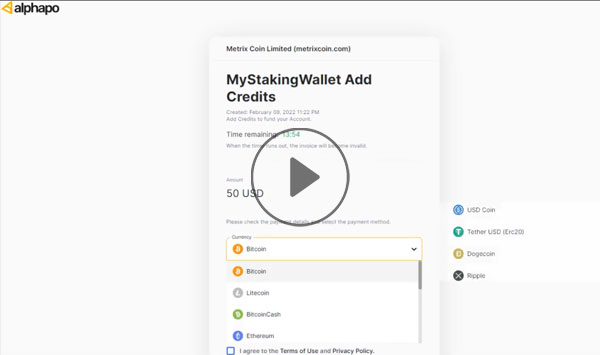 alphapo
Metrix Coin Limited (metrixcoin.com)
MyStakingWallet Add
Credits
Created: February 09, 2022 11:22 PM
Add Credits to fund your Account.
Time remaining: 13:54
When the time runs out, the invoice will become invalid.
Amount
50 USD
Please check the payment details and select the payment method.
Currency
Bitcoin
Bitcoin
Litecoin
BitcoinCash
Ethereum
I agree to the Terms of Use and Privacy Policy.
USD Coin
Tether USD (Erc20)
Dogecoin
Ripple